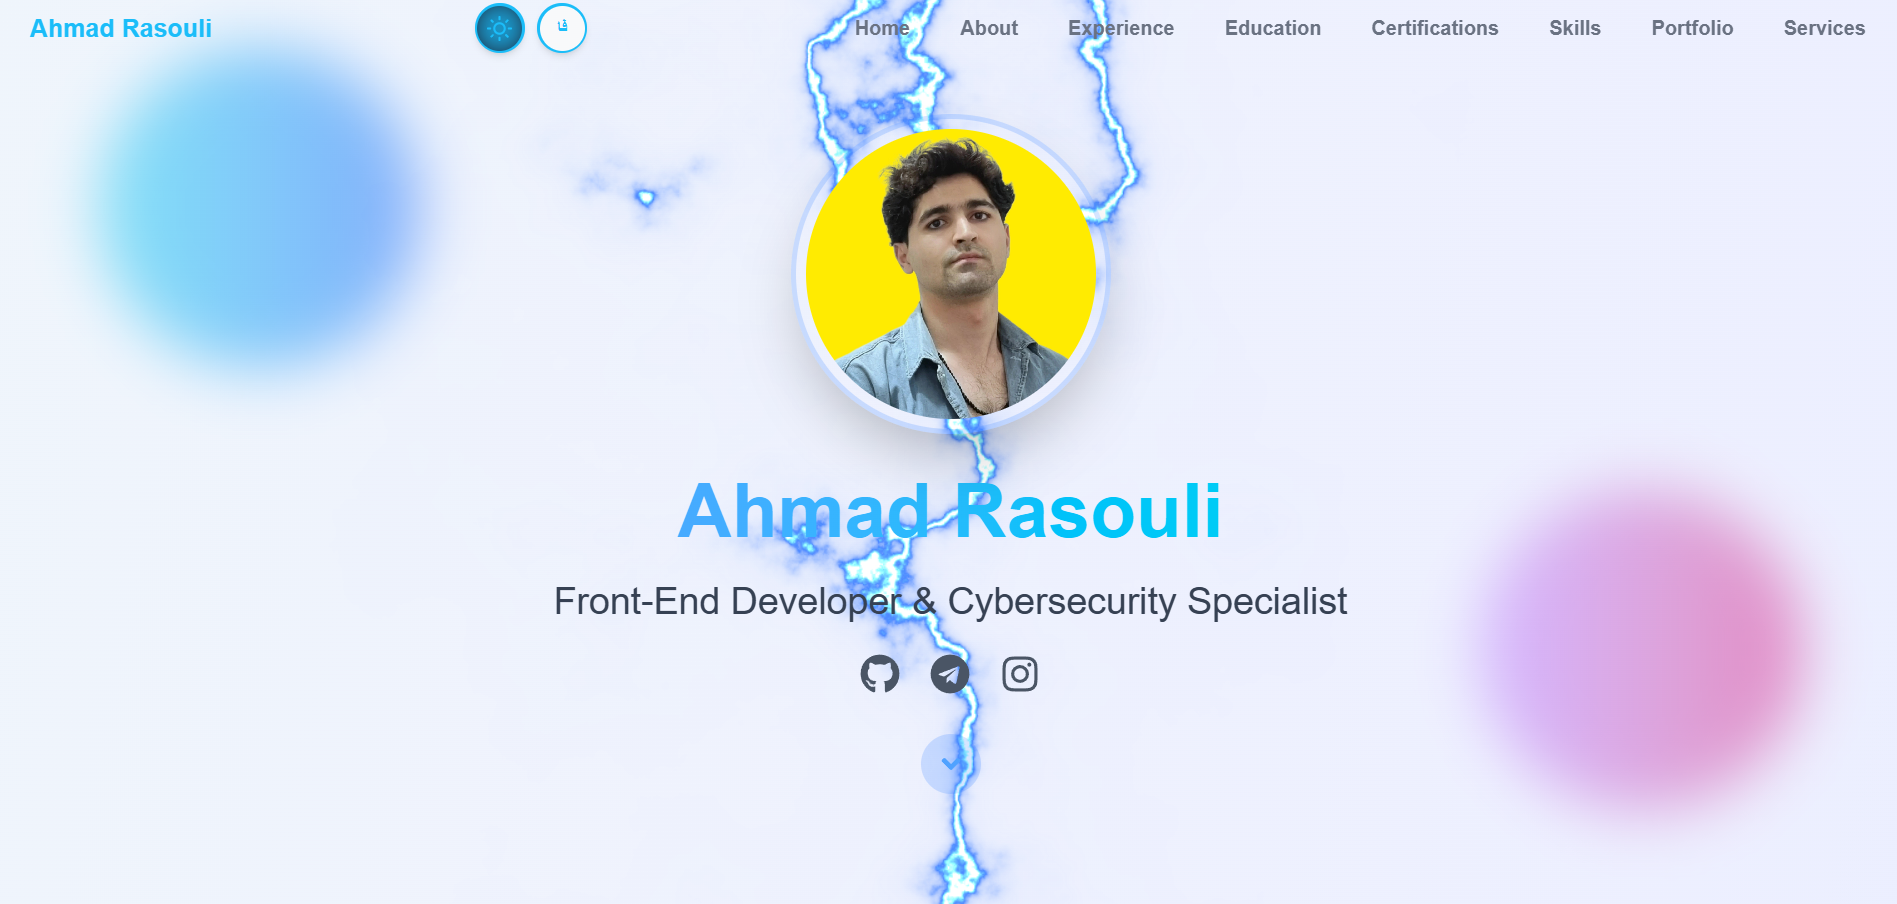 Ahmad Rasouli
فا
Home About Experience Education Certifications Skills Portfolio Services
Ahmad Rasouli
Front-End Developer & Cybersecurity Specialist